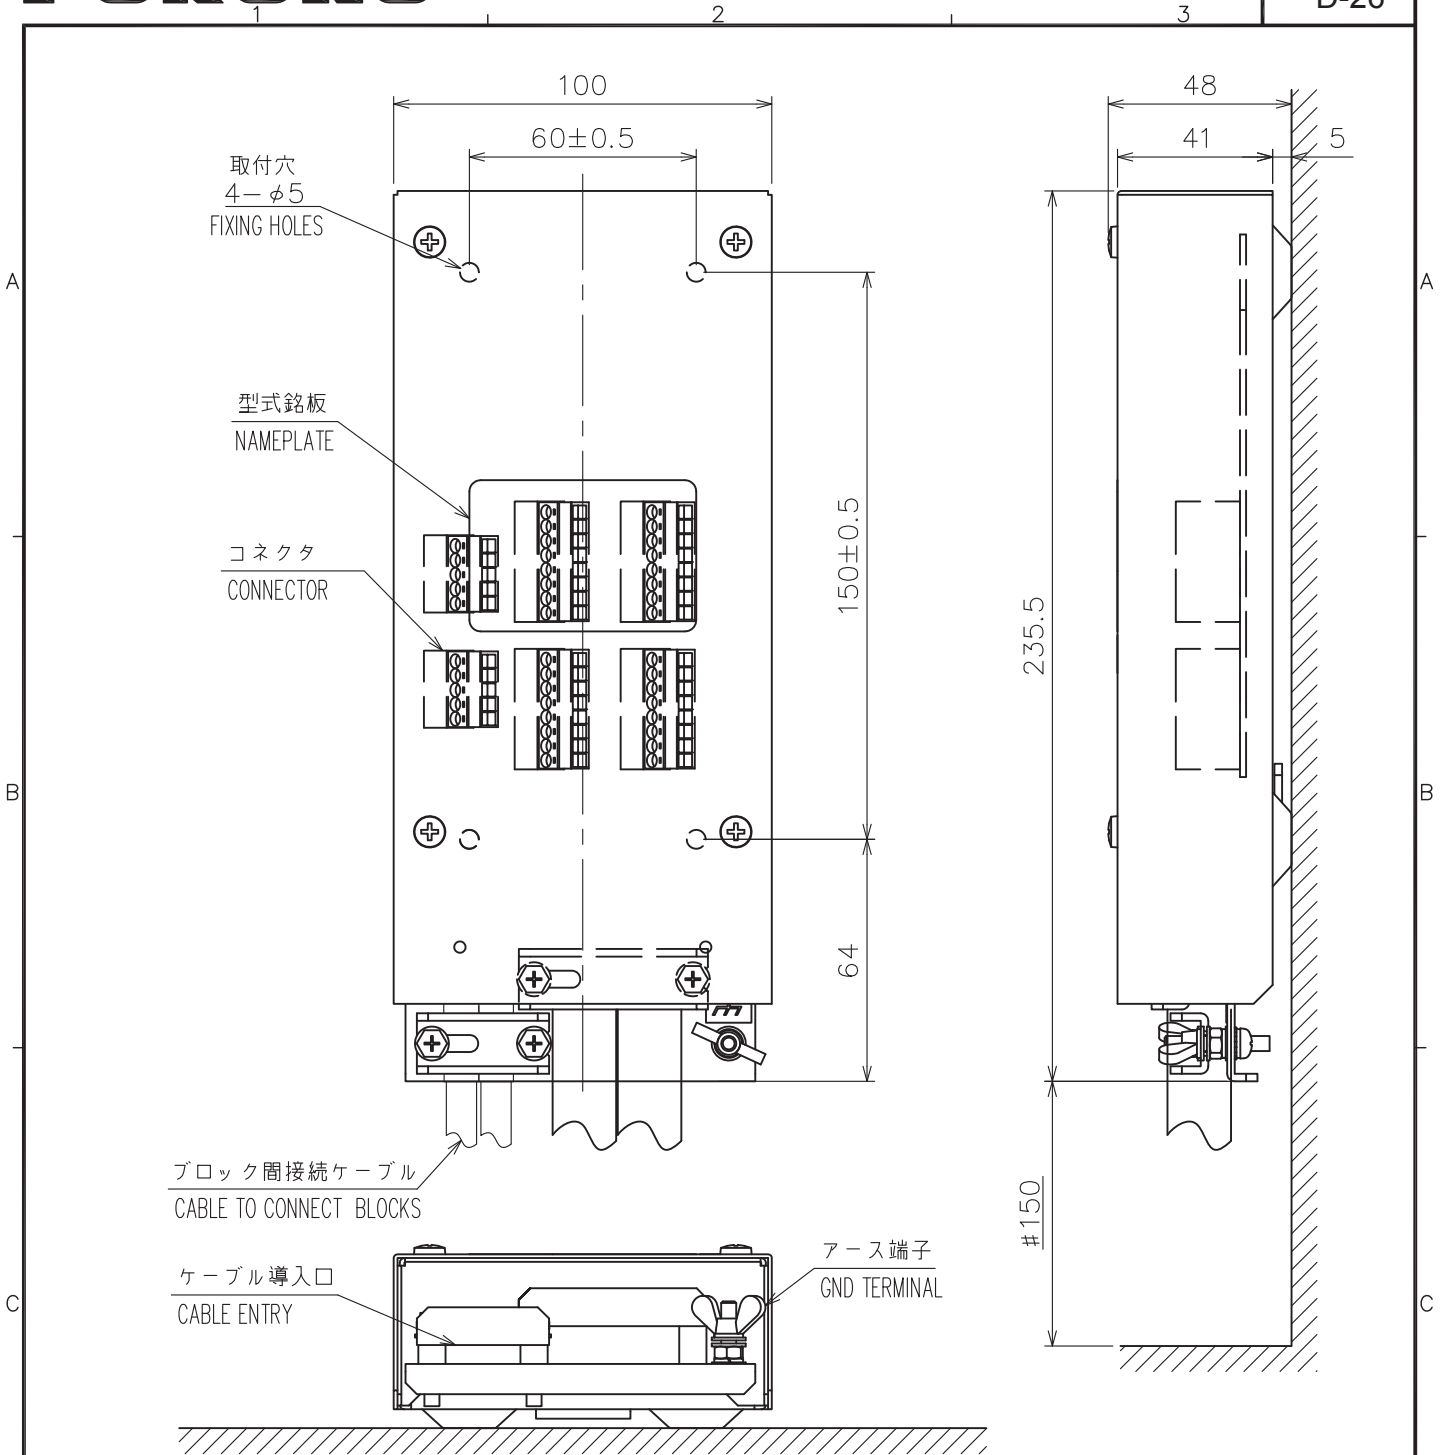 D-26
1 2 3
100
48
60±0.5
41
5
取付穴
4-φ5
FIXING HOLES
A
A
型式銘板
NAMEPLATE
コネクタ
CONNECTOR
150±0.5
235.5
B
B
64
ブロック間接続ケーブル
CABLE TO CONNECT BLOCKS
#150
アース端子
GND TERMINAL
ケーブル導入口
CABLE ENTRY
C
C